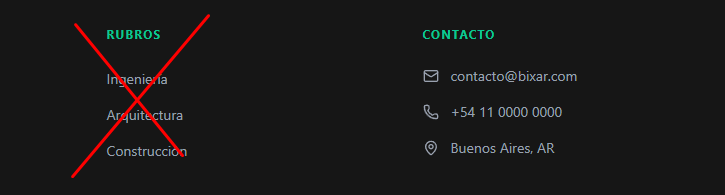 RUBROS
Ingeniería
Arquitectura
Construcción
CONTACTO
contacto@bixar.com
+54 11 0000 0000
Buenos Aires, AR